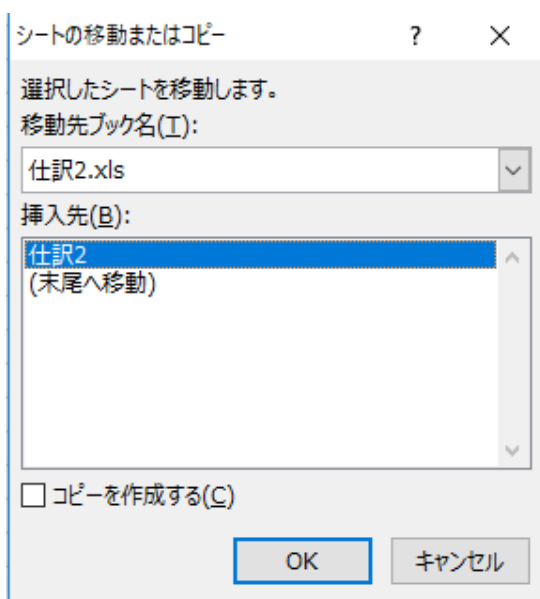 シートの移動またはコピー ? ×
選択したシートを移動します。
移動先ブック名(T):
仕訳2.xls
挿入先(B):
仕訳2
(末尾へ移動)
コピーを作成する(C)
OK キャンセル